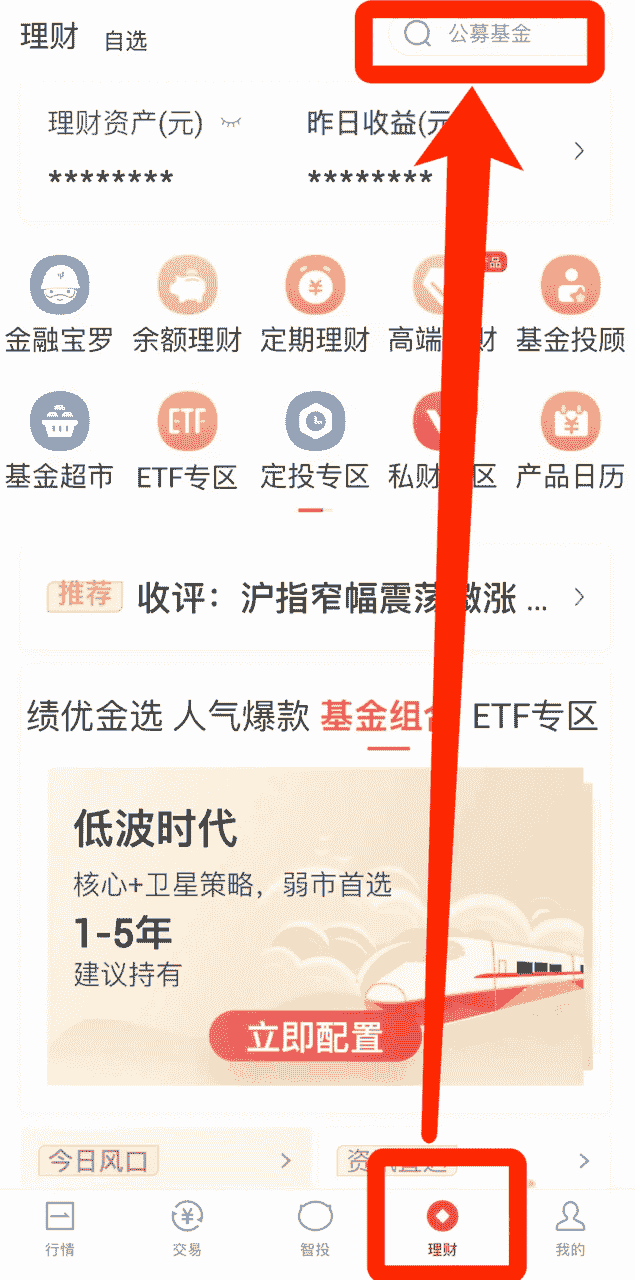 理财 自选 公募基金
理财资产(元) 昨日收益(元
******** ********
品
金融宝罗 余额理财 定期理财 高端 财 基金投顾
ETF
基金超市 ETF专区 定投专区 私财 区 产品日历
推荐 收评：沪指窄幅震荡微涨 ...
绩优金选 人气爆款 基金组合 ETF专区
低波时代
核心+卫星策略，弱市首选
1-5年
建议持有
立即配置
今日风口 资讯直通
行情 交易 智投 理财 我的